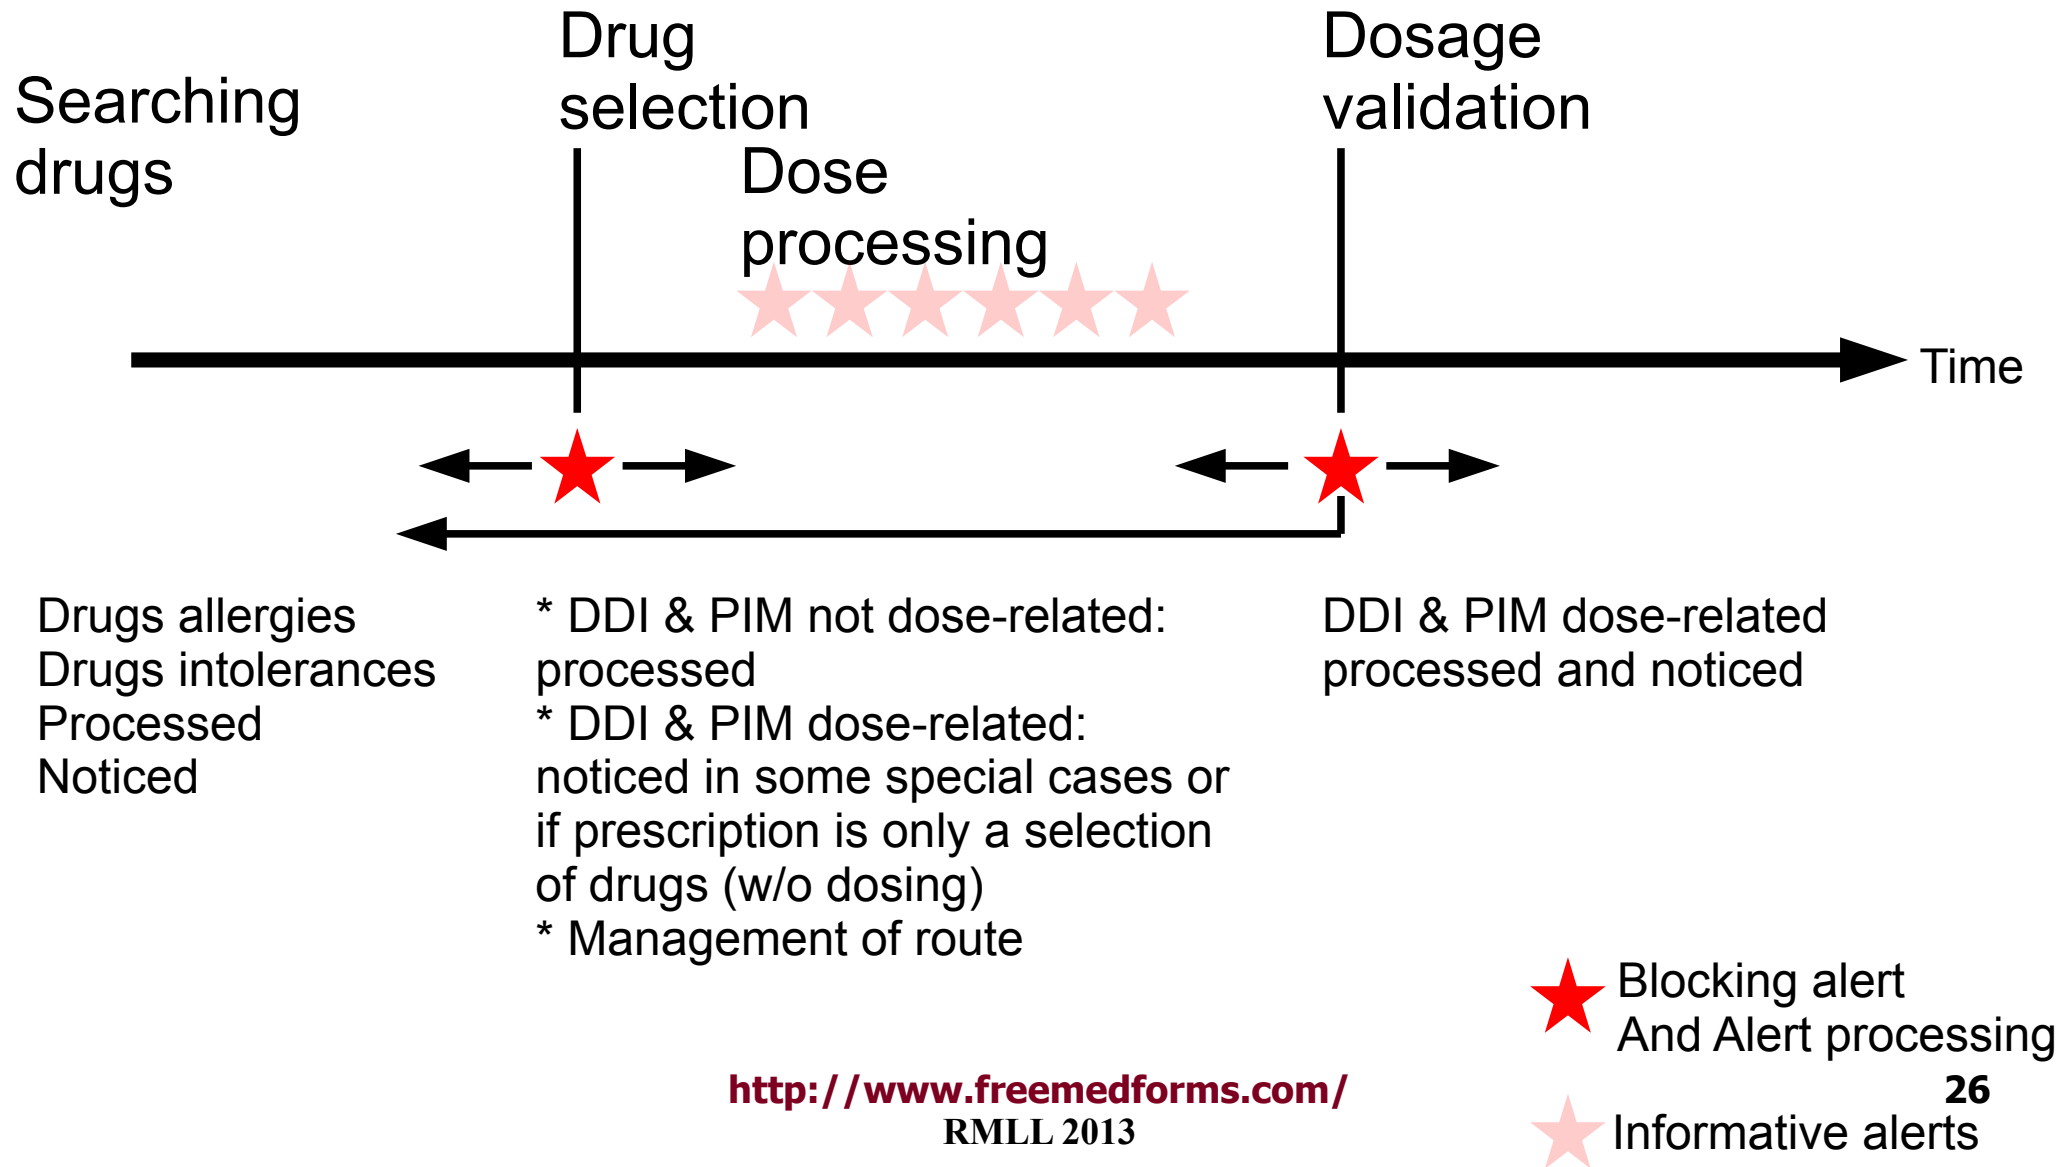 Searching
drugs
Drug
selection
Dose
processing
Dosage
validation
Time
Drugs allergies
Drugs intolerances
Processed
Noticed
* DDI & PIM not dose-related:
processed
* DDI & PIM dose-related:
noticed in some special cases or
if prescription is only a selection
of drugs (w/o dosing)
* Management of route
DDI & PIM dose-related
processed and noticed
Blocking alert
And Alert processing
Informative alerts
http://www.freemedforms.com/
RMLL 2013
26